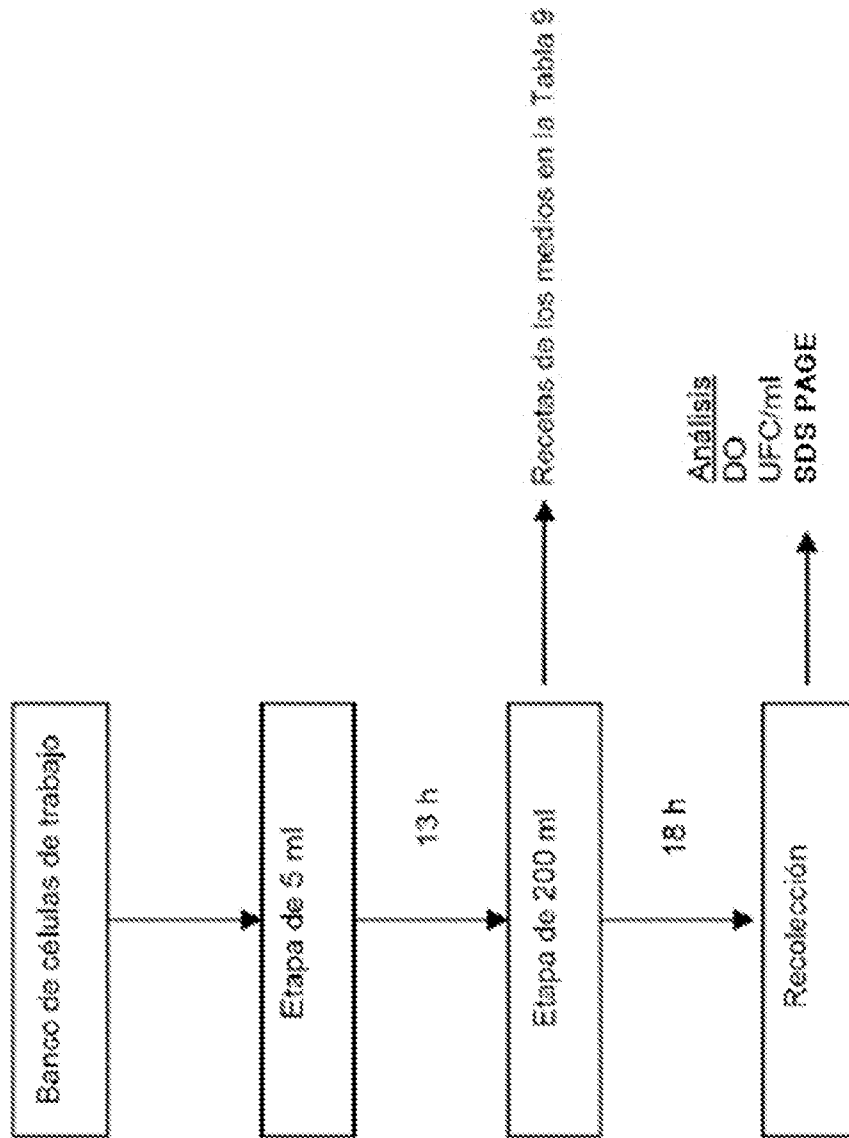 Banco de células de trabajo
Etapa de 5 ml
13 h
Etapa de 200 ml
Recetas de los medios en la Tabla 9
18 h
Recolección
Análisis
DO
UFC/ml
SDS PAGE